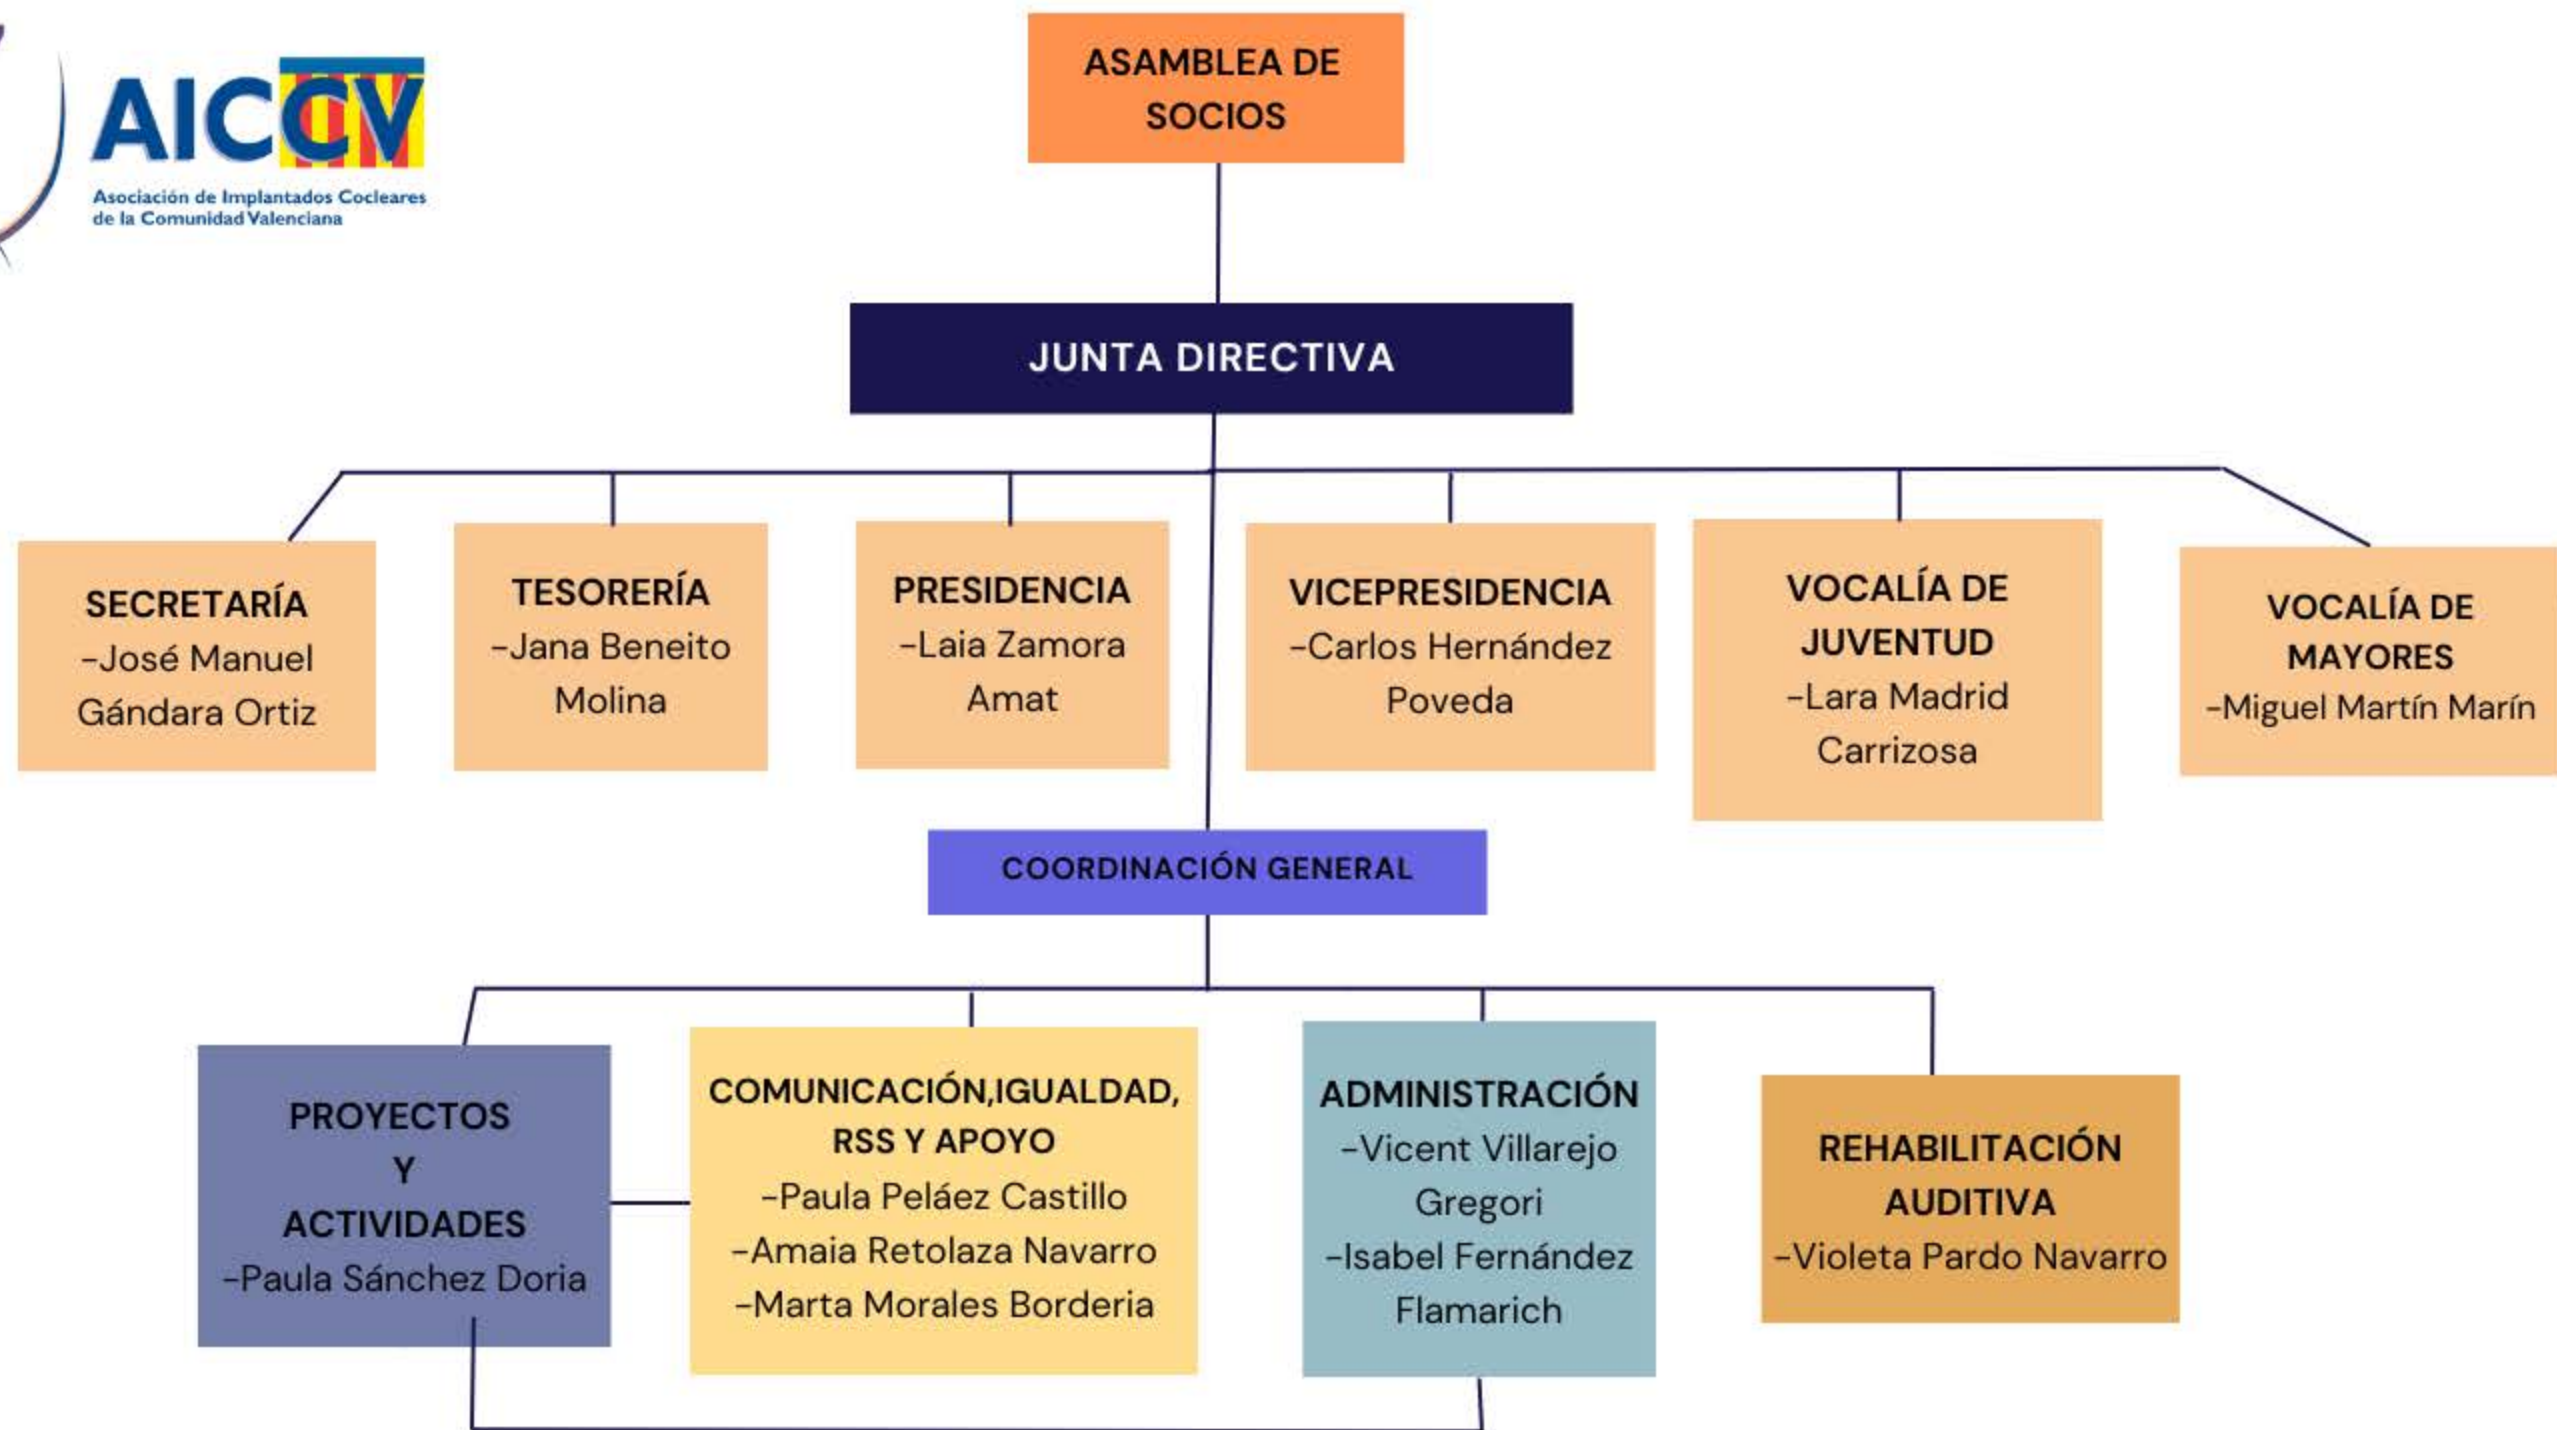 AICCV
Asociación de Implantados Cocleares
de la Comunidad Valenciana
ASAMBLEA DE
SOCIOS
JUNTA DIRECTIVA
SECRETARÍA
-José Manuel
Gándara Ortiz
TESORERÍA
-Jana Beneito
Molina
PRESIDENCIA
-Laia Zamora
Amat
VICEPRESIDENCIA
-Carlos Hernández
Poveda
VOCALÍA DE
JUVENTUD
-Lara Madrid
Carrizosa
VOCALÍA DE
MAYORES
-Miguel Martín Marín
COORDINACIÓN GENERAL
PROYECTOS
Y
ACTIVIDADES
-Paula Sánchez Doria
COMUNICACIÓN,IGUALDAD,
RSS Y APOYO
-Paula Peláez Castillo
-Amaia Retolaza Navarro
-Marta Morales Borderia
ADMINISTRACIÓN
-Vicent Villarejo
Gregori
-Isabel Fernández
Flamarich
REHABILITACIÓN
AUDITIVA
-Violeta Pardo Navarro